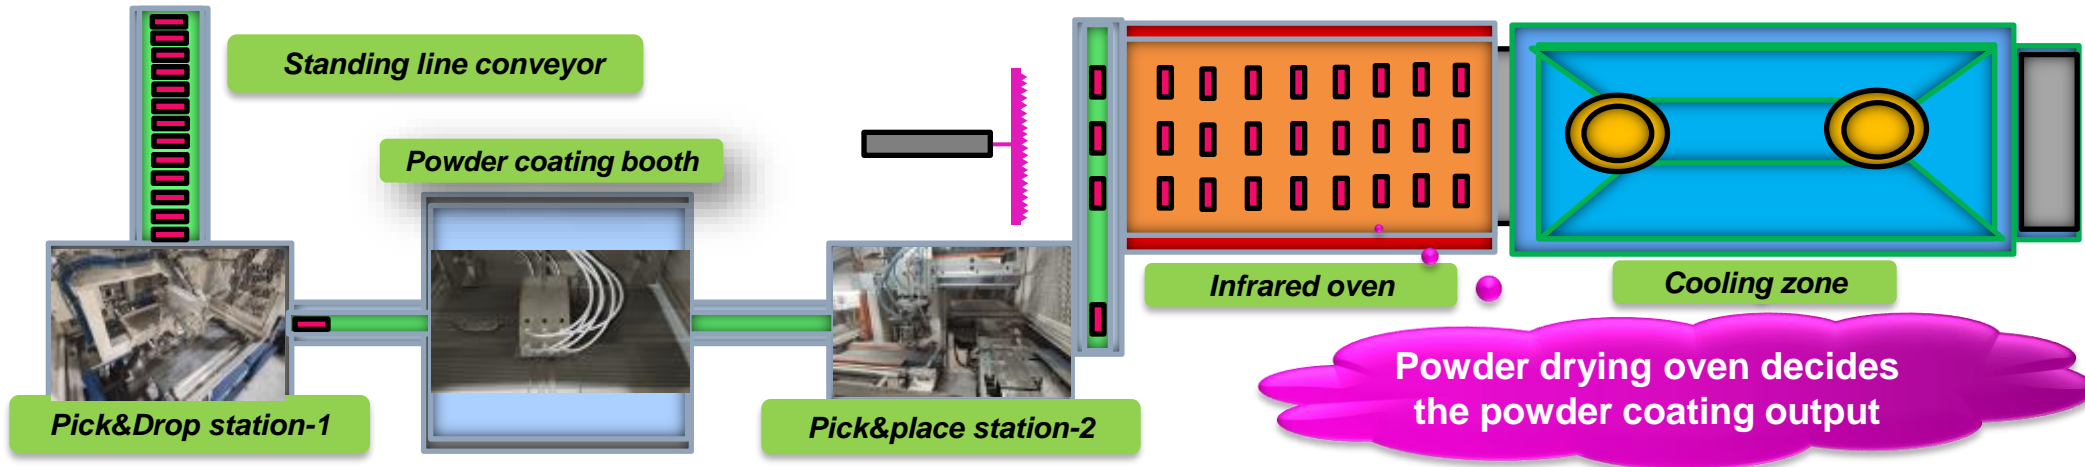 Standing line conveyor
Powder coating booth
Pick&Drop station-1
Pick&place station-2
Infrared oven
Cooling zone
Powder drying oven decides
the powder coating output